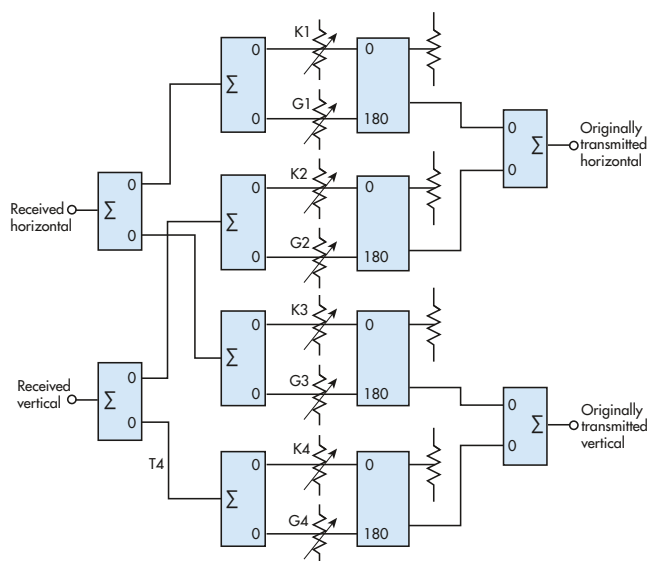 K1
0
0
Σ
G1
0
180
0
Originally
transmitted
horizontal
Σ
0
K2
0
0
0
Received
horizontal
Σ
Σ
0
G2
0
180
K3
0
0
0
Received
vertical
Σ
Σ
0
G3
0
180
0
Originally
transmitted
vertical
Σ
0
K4
T4
0
0
Σ
G4
0
180